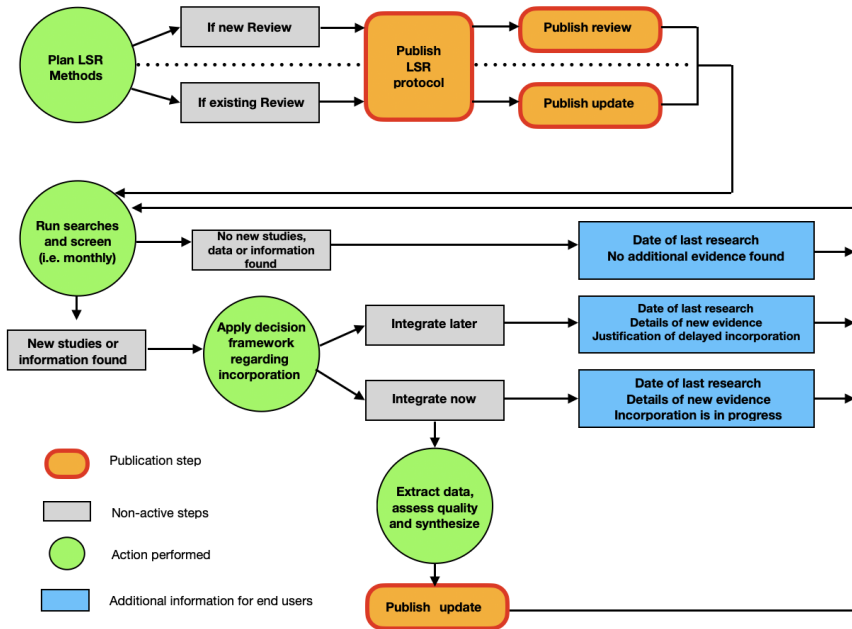 Plan LSR
Methods
If new Review
If existing Review
Publish
LSR
protocol
Publish review
Publish update
Run searches
and screen
(i.e. monthly)
No new studies,
data or information
found
Date of last research
No additional evidence found
New studies or
information found
Apply decision
framework
regarding
incorporation
Integrate later
Date of last research
Details of new evidence
Justification of delayed incorporation
Integrate now
Date of last research
Details of new evidence
Incorporation is in progress
Extract data,
assess quality
and synthesize
Publish update
Publication step
Non-active steps
Action performed
Additional information for end users